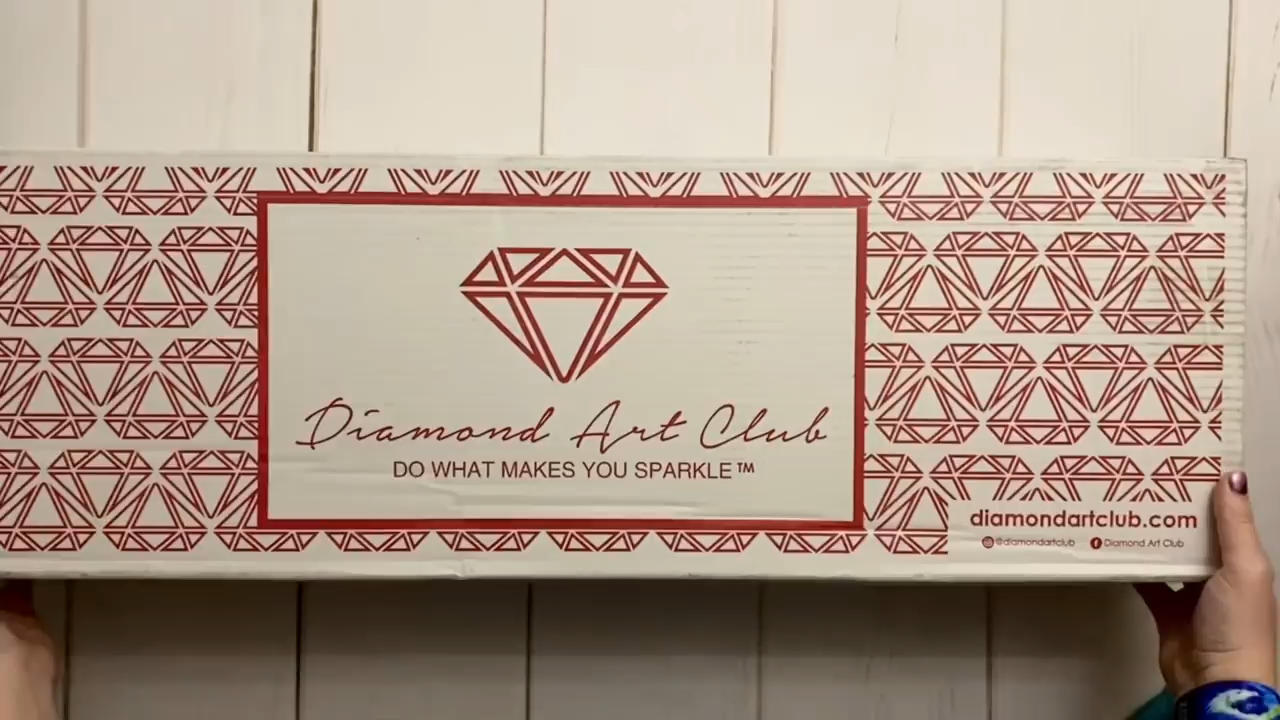 Diamond Art Club
DO WHAT MAKES YOU SPARKLE™
diamondartclub.com
@diamondartclub Diamond Art Club